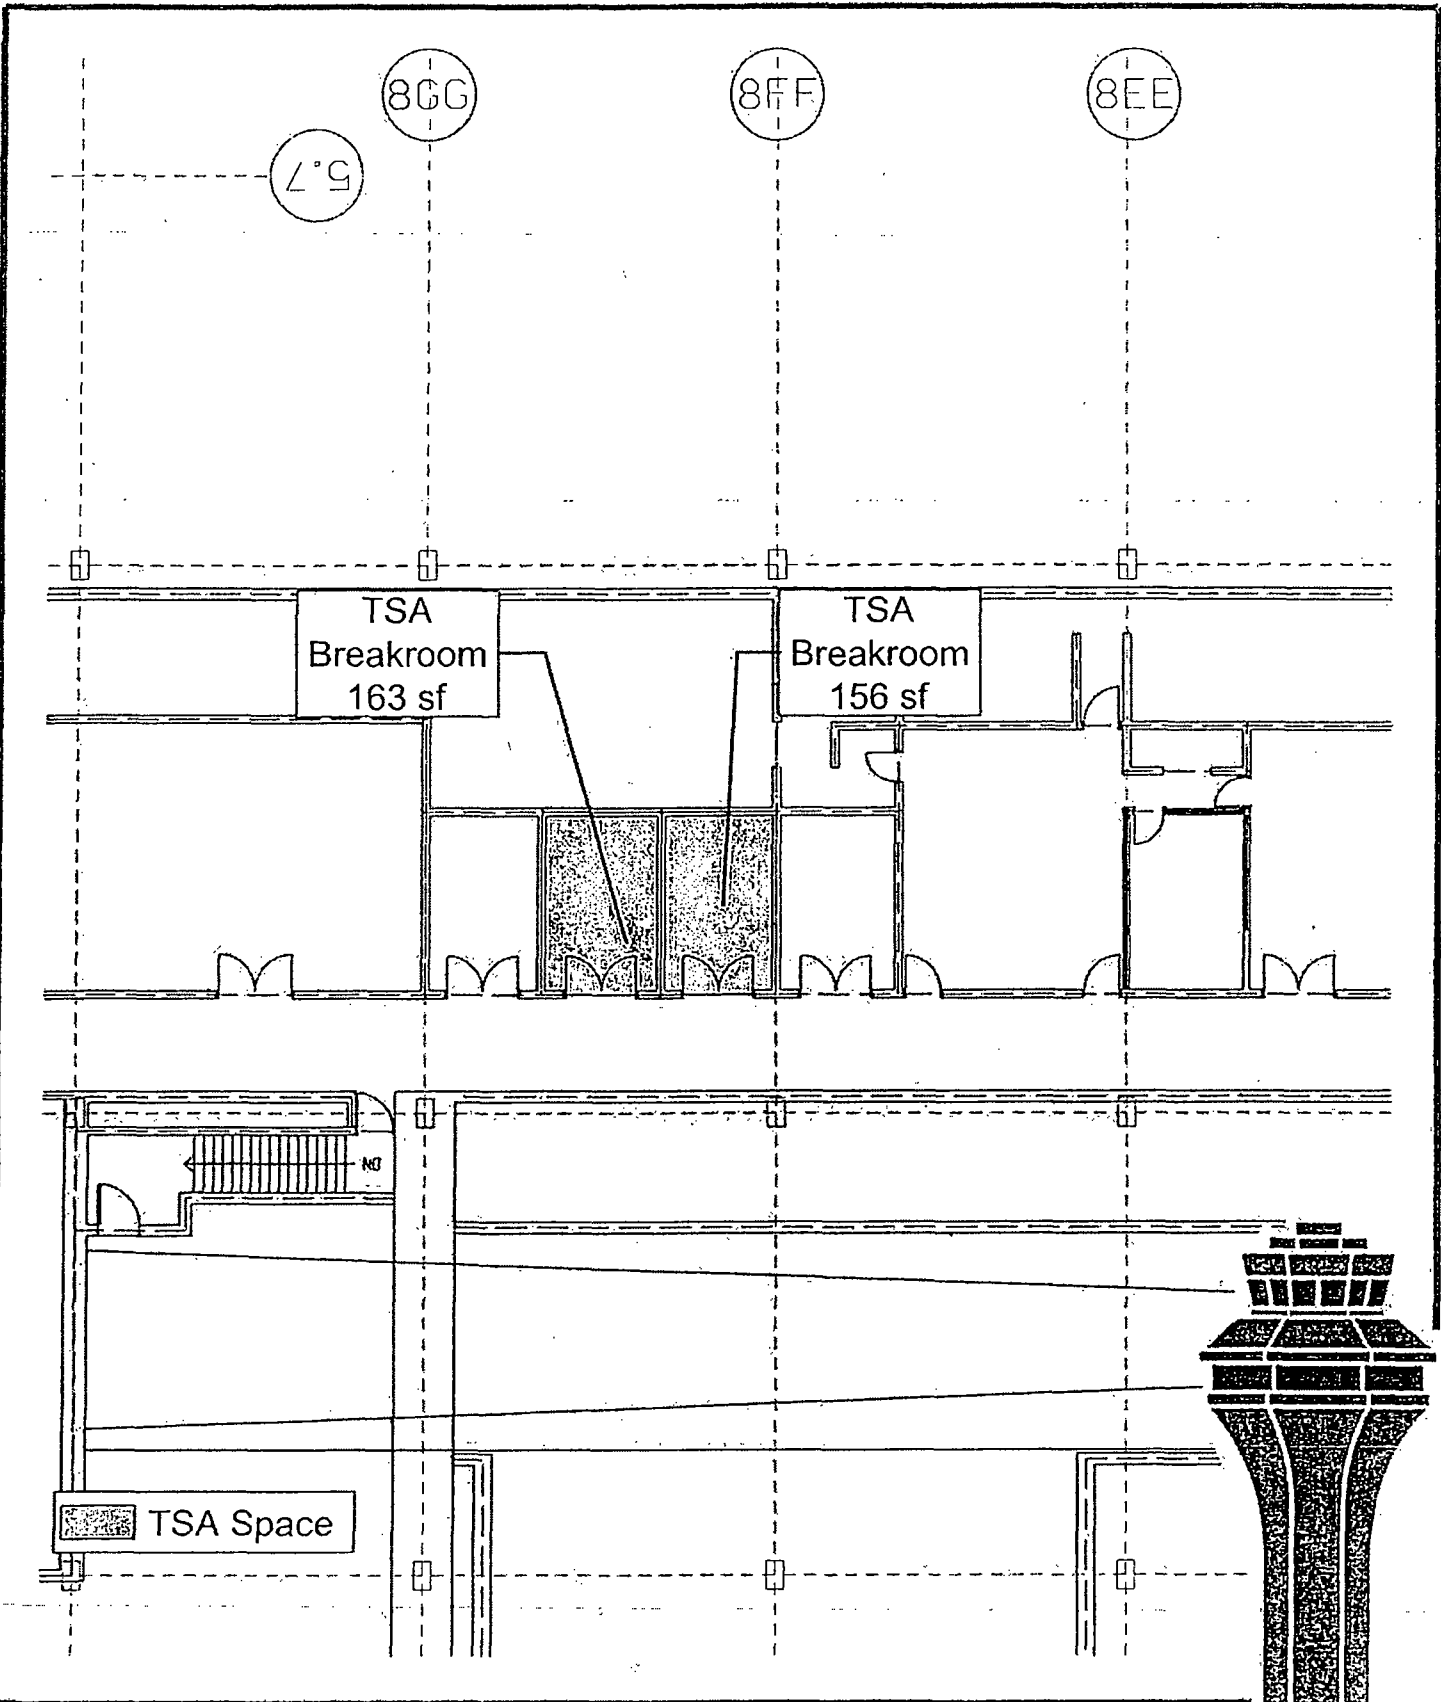 8GG
8FF
8EE
5.7
TSA
Breakroom
163 sf
TSA
Breakroom
156 sf
DN
TSA Space